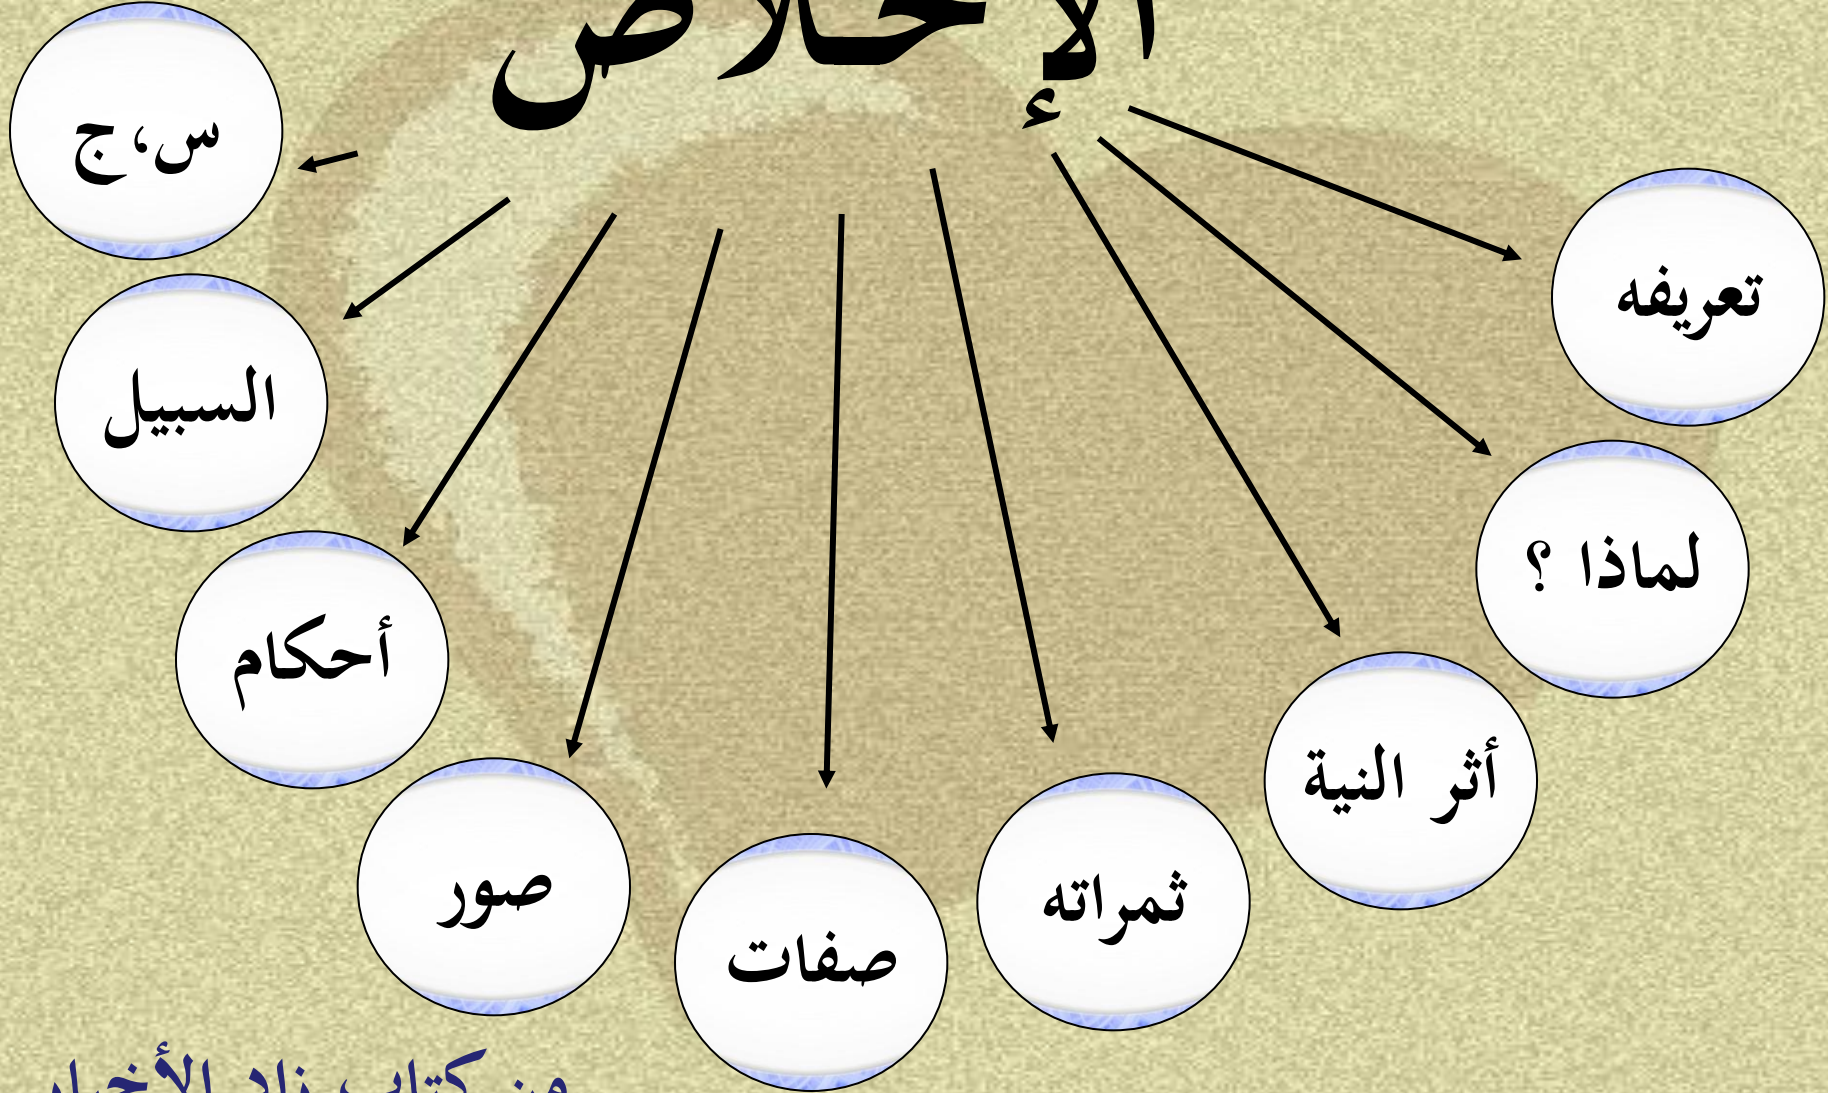 الإخلاص
تعريفه
لماذا ؟
أثر النية
ثمراته
صفات
صور
أحكام
السبيل
س، ج
من كتاب زاد الأخيار